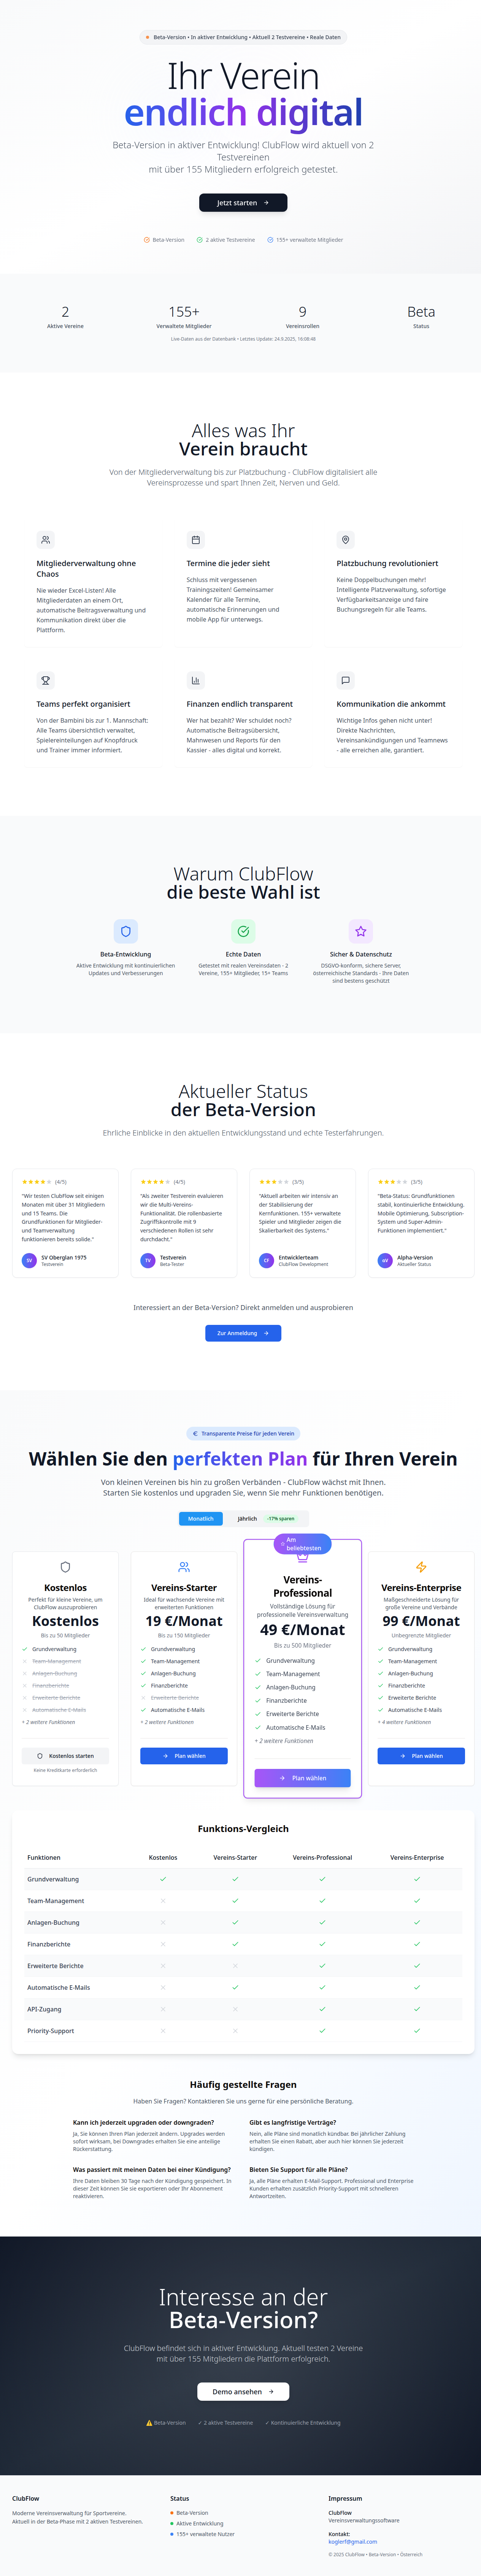 Beta-Version • In aktiver Entwicklung • Aktuell 2 Testvereine • Reale Daten
Ihr Verein
endlich digital
Beta-Version in aktiver Entwicklung! ClubFlow wird aktuell von 2
Testvereinen
mit über 155 Mitgliedern erfolgreich getestet.
Jetzt starten
Beta-Version
2 aktive Testvereine
155+ verwaltete Mitglieder
2
Aktive Vereine
155+
Verwaltete Mitglieder
9
Vereinsrollen
Beta
Status
Live-Daten aus der Datenbank • Letztes Update: 24.9.2025, 16:08:48
Alles was Ihr
Verein braucht
Von der Mitgliederverwaltung bis zur Platzbuchung - ClubFlow digitalisiert alle
Vereinsprozesse und spart Ihnen Zeit, Nerven und Geld.
Mitgliederverwaltung ohne
Chaos
Nie wieder Excel-Listen! Alle
Mitgliederdaten an einem Ort,
automatische Beitragsverwaltung und
Kommunikation direkt über die
Plattform.
Termine die jeder sieht
Schluss mit vergessenen
Trainingszeiten! Gemeinsamer
Kalender für alle Termine,
automatische Erinnerungen und
mobile App für unterwegs.
Platzbuchung revolutioniert
Keine Doppelbuchungen mehr!
Intelligente Platzverwaltung, sofortige
Verfügbarkeitsanzeige und faire
Buchungsregeln für alle Teams.
Teams perfekt organisiert
Von der Bambini bis zur 1. Mannschaft:
Alle Teams übersichtlich verwaltet,
Spielereinteilungen auf Knopfdruck
und Trainer immer informiert.
Finanzen endlich transparent
Wer hat bezahlt? Wer schuldet noch?
Automatische Beitragsübersicht,
Mahnwesen und Reports für den
Kassier - alles digital und korrekt.
Kommunikation die ankommt
Wichtige Infos gehen nicht unter!
Direkte Nachrichten,
Vereinsankündigungen und Teamnews
- alle erreichen alle, garantiert.
Warum ClubFlow
die beste Wahl ist
Beta-Entwicklung
Aktive Entwicklung mit kontinuierlichen
Updates und Verbesserungen
Echte Daten
Getestet mit realen Vereinsdaten - 2
Vereine, 155+ Mitglieder, 15+ Teams
Sicher & Datenschutz
DSGVO-konform, sichere Server,
österreichische Standards - Ihre Daten
sind bestens geschützt
Aktueller Status
der Beta-Version
Ehrliche Einblicke in den aktuellen Entwicklungsstand und echte Testerfahrungen.
(4/5)
"Wir testen ClubFlow seit einigen
Monaten mit über 31 Mitgliedern
und 15 Teams. Die
Grundfunktionen für Mitglieder-
und Teamverwaltung
funktionieren bereits solide."
SV
SV Oberglan 1975
Testverein
(4/5)
"Als zweiter Testverein evaluieren
wir die Multi-Vereins-
Funktionalität. Die rollenbasierte
Zugriffskontrolle mit 9
verschiedenen Rollen ist sehr
durchdacht."
TV
Testverein
Beta-Tester
(3/5)
"Aktuell arbeiten wir intensiv an
der Stabilisierung der
Kernfunktionen. 155+ verwaltete
Spieler und Mitglieder zeigen die
Skalierbarkeit des Systems."
CF
Entwicklerteam
ClubFlow Development
(3/5)
"Beta-Status: Grundfunktionen
stabil, kontinuierliche Entwicklung.
Mobile Optimierung, Subscription-
System und Super-Admin-
Funktionen implementiert."
αV
Alpha-Version
Aktueller Status
Interessiert an der Beta-Version? Direkt anmelden und ausprobieren
Zur Anmeldung
Transparente Preise für jeden Verein
Wählen Sie den perfekten Plan für Ihren Verein
Von kleinen Vereinen bis hin zu großen Verbänden - ClubFlow wächst mit Ihnen.
Starten Sie kostenlos und upgraden Sie, wenn Sie mehr Funktionen benötigen.
Monatlich
Jährlich
-17% sparen
Kostenlos
Perfekt für kleine Vereine, um
ClubFlow auszuprobieren
Kostenlos
Bis zu 50 Mitglieder
Grundverwaltung
Team-Management
Anlagen-Buchung
Finanzberichte
Erweiterte Berichte
Automatische E-Mails
+ 2 weitere Funktionen
Kostenlos starten
Keine Kreditkarte erforderlich
Vereins-Starter
Ideal für wachsende Vereine mit
erweiterten Funktionen
19 €/Monat
Bis zu 150 Mitglieder
Grundverwaltung
Team-Management
Anlagen-Buchung
Finanzberichte
Erweiterte Berichte
Automatische E-Mails
+ 2 weitere Funktionen
Plan wählen
Am
beliebtesten
Vereins-
Professional
Vollständige Lösung für
professionelle Vereinsverwaltung
49 €/Monat
Bis zu 500 Mitglieder
Grundverwaltung
Team-Management
Anlagen-Buchung
Finanzberichte
Erweiterte Berichte
Automatische E-Mails
+ 2 weitere Funktionen
Plan wählen
Vereins-Enterprise
Maßgeschneiderte Lösung für
große Vereine und Verbände
99 €/Monat
Unbegrenzte Mitglieder
Grundverwaltung
Team-Management
Anlagen-Buchung
Finanzberichte
Erweiterte Berichte
Automatische E-Mails
+ 4 weitere Funktionen
Plan wählen
Funktions-Vergleich
Funktionen Kostenlos Vereins-Starter Vereins-Professional Vereins-Enterprise
Grundverwaltung
Team-Management
Anlagen-Buchung
Finanzberichte
Erweiterte Berichte
Automatische E-Mails
API-Zugang
Priority-Support
Häufig gestellte Fragen
Haben Sie Fragen? Kontaktieren Sie uns gerne für eine persönliche Beratung.
Kann ich jederzeit upgraden oder downgraden?
Ja, Sie können Ihren Plan jederzeit ändern. Upgrades werden
sofort wirksam, bei Downgrades erhalten Sie eine anteilige
Rückerstattung.
Gibt es langfristige Verträge?
Nein, alle Pläne sind monatlich kündbar. Bei jährlicher Zahlung
erhalten Sie einen Rabatt, aber auch hier können Sie jederzeit
kündigen.
Was passiert mit meinen Daten bei einer Kündigung?
Ihre Daten bleiben 30 Tage nach der Kündigung gespeichert. In
dieser Zeit können Sie sie exportieren oder Ihr Abonnement
reaktivieren.
Bieten Sie Support für alle Pläne?
Ja, alle Pläne erhalten E-Mail-Support. Professional und Enterprise
Kunden erhalten zusätzlich Priority-Support mit schnelleren
Antwortzeiten.
Interesse an der
Beta-Version?
ClubFlow befindet sich in aktiver Entwicklung. Aktuell testen 2 Vereine
mit über 155 Mitgliedern die Plattform erfolgreich.
Demo ansehen
⚠️ Beta-Version
✓ 2 aktive Testvereine
✓ Kontinuierliche Entwicklung
ClubFlow
Moderne Vereinsverwaltung für Sportvereine.
Aktuell in der Beta-Phase mit 2 aktiven Testvereinen.
Status
Beta-Version
Aktive Entwicklung
155+ verwaltete Nutzer
Impressum
ClubFlow
Vereinsverwaltungssoftware
Kontakt:
koglerf@gmail.com
© 2025 ClubFlow • Beta-Version • Österreich